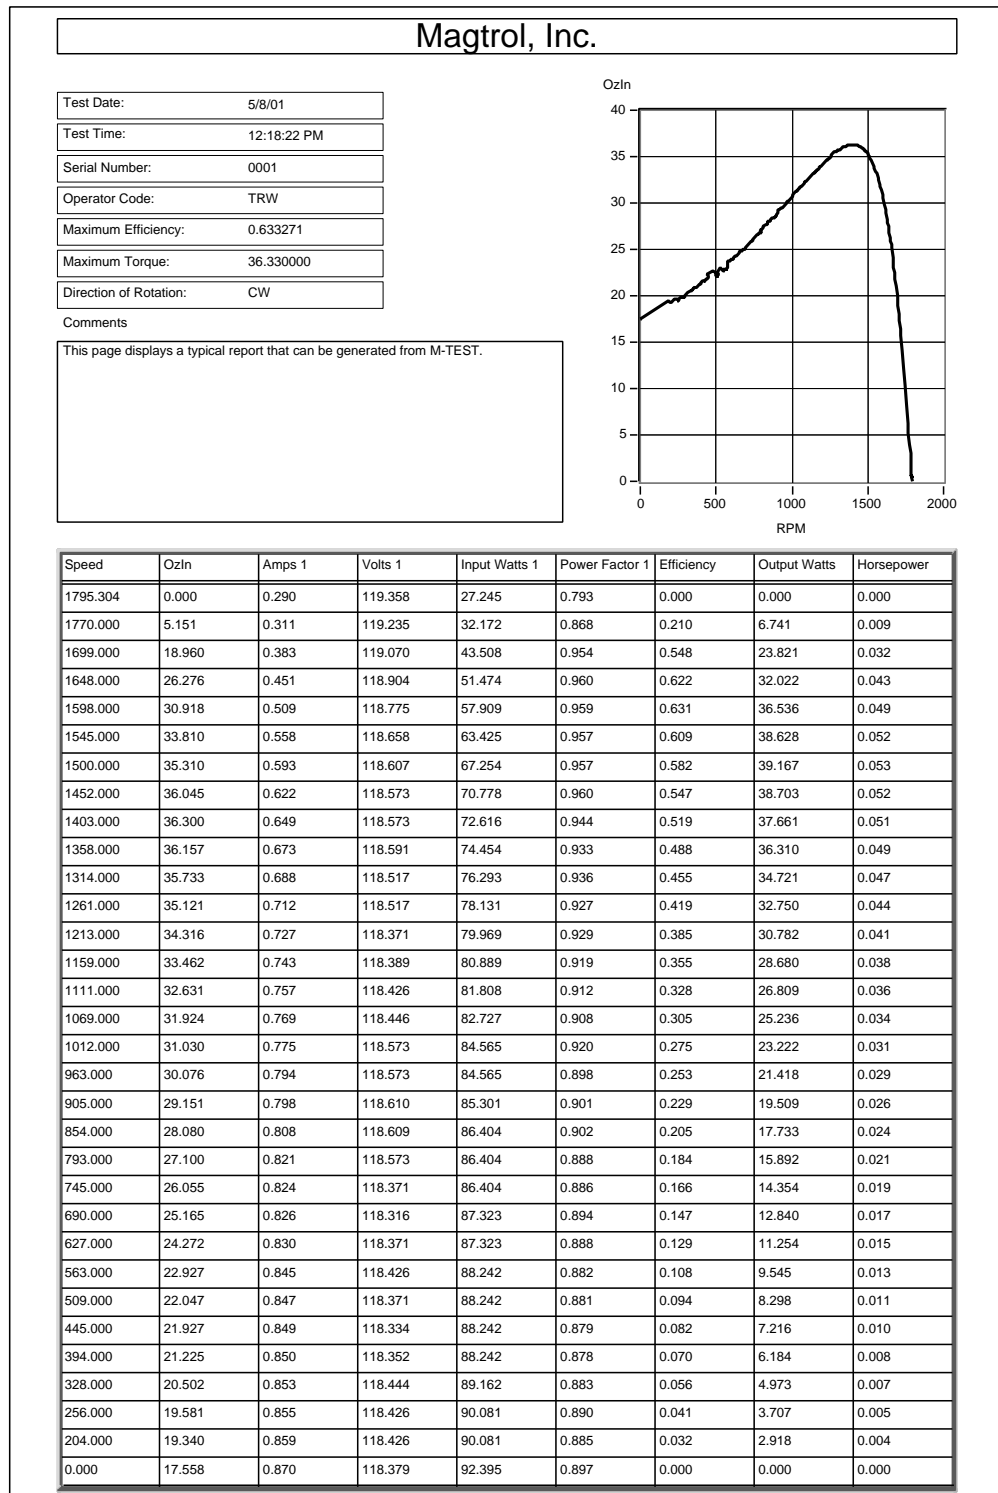 Magtrol, Inc.
Test Date: 5/8/01
Test Time: 12:18:22 PM
Serial Number: 0001
Operator Code: TRW
Maximum Efficiency: 0.633271
Maximum Torque: 36.330000
Direction of Rotation: CW
Comments
This page displays a typical report that can be generated from M-TEST.
OzIn
40
35
30
25
20
15
10
5
0
0 500 1000 1500 2000
RPM
Speed OzIn Amps 1 Volts 1 Input Watts 1 Power Factor 1 Efficiency Output Watts Horsepower
1795.304 0.000 0.290 119.358 27.245 0.793 0.000 0.000 0.000
1770.000 5.151 0.311 119.235 32.172 0.868 0.210 6.741 0.009
1699.000 18.960 0.383 119.070 43.508 0.954 0.548 23.821 0.032
1648.000 26.276 0.451 118.904 51.474 0.960 0.622 32.022 0.043
1598.000 30.918 0.509 118.775 57.909 0.959 0.631 36.536 0.049
1545.000 33.810 0.558 118.658 63.425 0.957 0.609 38.628 0.052
1500.000 35.310 0.593 118.607 67.254 0.957 0.582 39.167 0.053
1452.000 36.045 0.622 118.573 70.778 0.960 0.547 38.703 0.052
1403.000 36.300 0.649 118.573 72.616 0.944 0.519 37.661 0.051
1358.000 36.157 0.673 118.591 74.454 0.933 0.488 36.310 0.049
1314.000 35.733 0.688 118.517 76.293 0.936 0.455 34.721 0.047
1261.000 35.121 0.712 118.517 78.131 0.927 0.419 32.750 0.044
1213.000 34.316 0.727 118.371 79.969 0.929 0.385 30.782 0.041
1159.000 33.462 0.743 118.389 80.889 0.919 0.355 28.680 0.038
1111.000 32.631 0.757 118.426 81.808 0.912 0.328 26.809 0.036
1069.000 31.924 0.769 118.446 82.727 0.908 0.305 25.236 0.034
1012.000 31.030 0.775 118.573 84.565 0.920 0.275 23.222 0.031
963.000 30.076 0.794 118.573 84.565 0.898 0.253 21.418 0.029
905.000 29.151 0.798 118.610 85.301 0.901 0.229 19.509 0.026
854.000 28.080 0.808 118.609 86.404 0.902 0.205 17.733 0.024
793.000 27.100 0.821 118.573 86.404 0.888 0.184 15.892 0.021
745.000 26.055 0.824 118.371 86.404 0.886 0.166 14.354 0.019
690.000 25.165 0.826 118.316 87.323 0.894 0.147 12.840 0.017
627.000 24.272 0.830 118.371 87.323 0.888 0.129 11.254 0.015
563.000 22.927 0.845 118.426 88.242 0.882 0.108 9.545 0.013
509.000 22.047 0.847 118.371 88.242 0.881 0.094 8.298 0.011
445.000 21.927 0.849 118.334 88.242 0.879 0.082 7.216 0.010
394.000 21.225 0.850 118.352 88.242 0.878 0.070 6.184 0.008
328.000 20.502 0.853 118.444 89.162 0.883 0.056 4.973 0.007
256.000 19.581 0.855 118.426 90.081 0.890 0.041 3.707 0.005
204.000 19.340 0.859 118.426 90.081 0.885 0.032 2.918 0.004
0.000 17.558 0.870 118.379 92.395 0.897 0.000 0.000 0.000